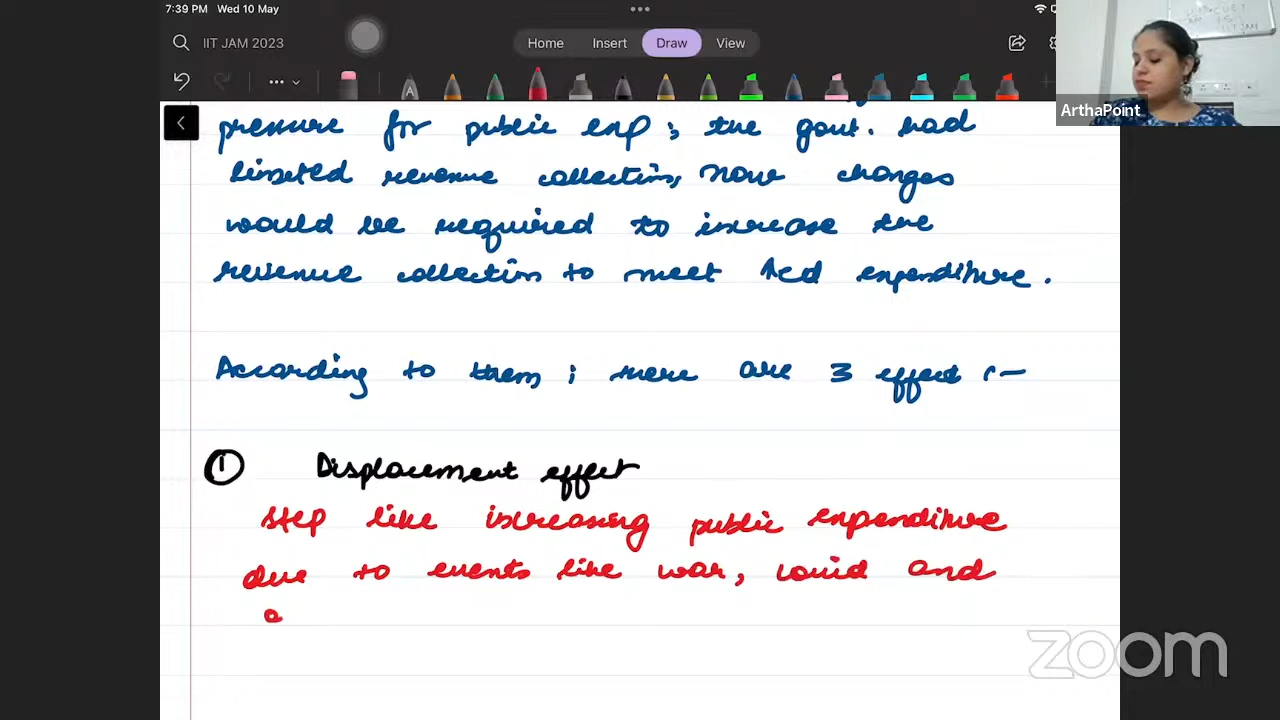 7:39 PM Wed 10 May
IIT JAM 2023
Home Insert Draw View
A
ArthaPoint
pressure for public exp ; the govt. had
limited revenue collection, now changes
would be required to increase the
revenue collection to meet ↑ed expenditure.
According to them ; there are 3 effect :-
① Displacement effect
step like increasing public expenditure
due to events like war, covid and
zoom